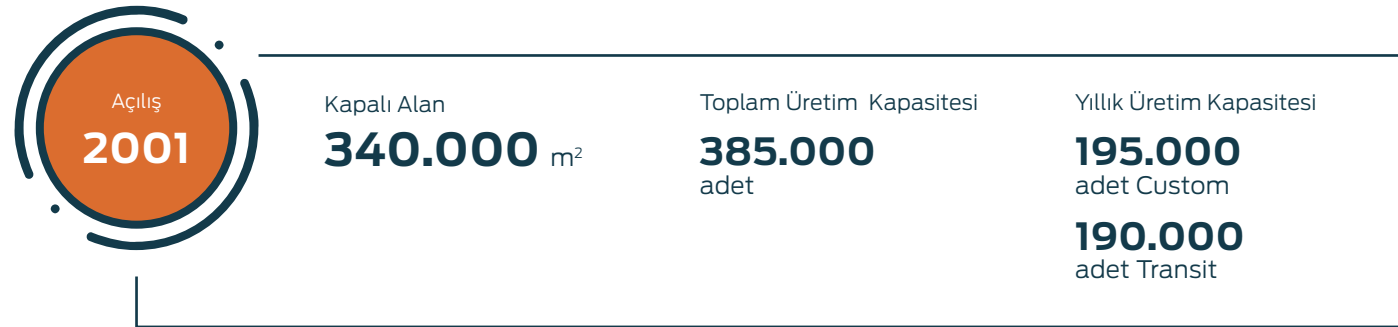 Açılış
2001
Kapalı Alan
340.000 m²
Toplam Üretim Kapasitesi
385.000
adet
Yıllık Üretim Kapasitesi
195.000
adet Custom
190.000
adet Transit